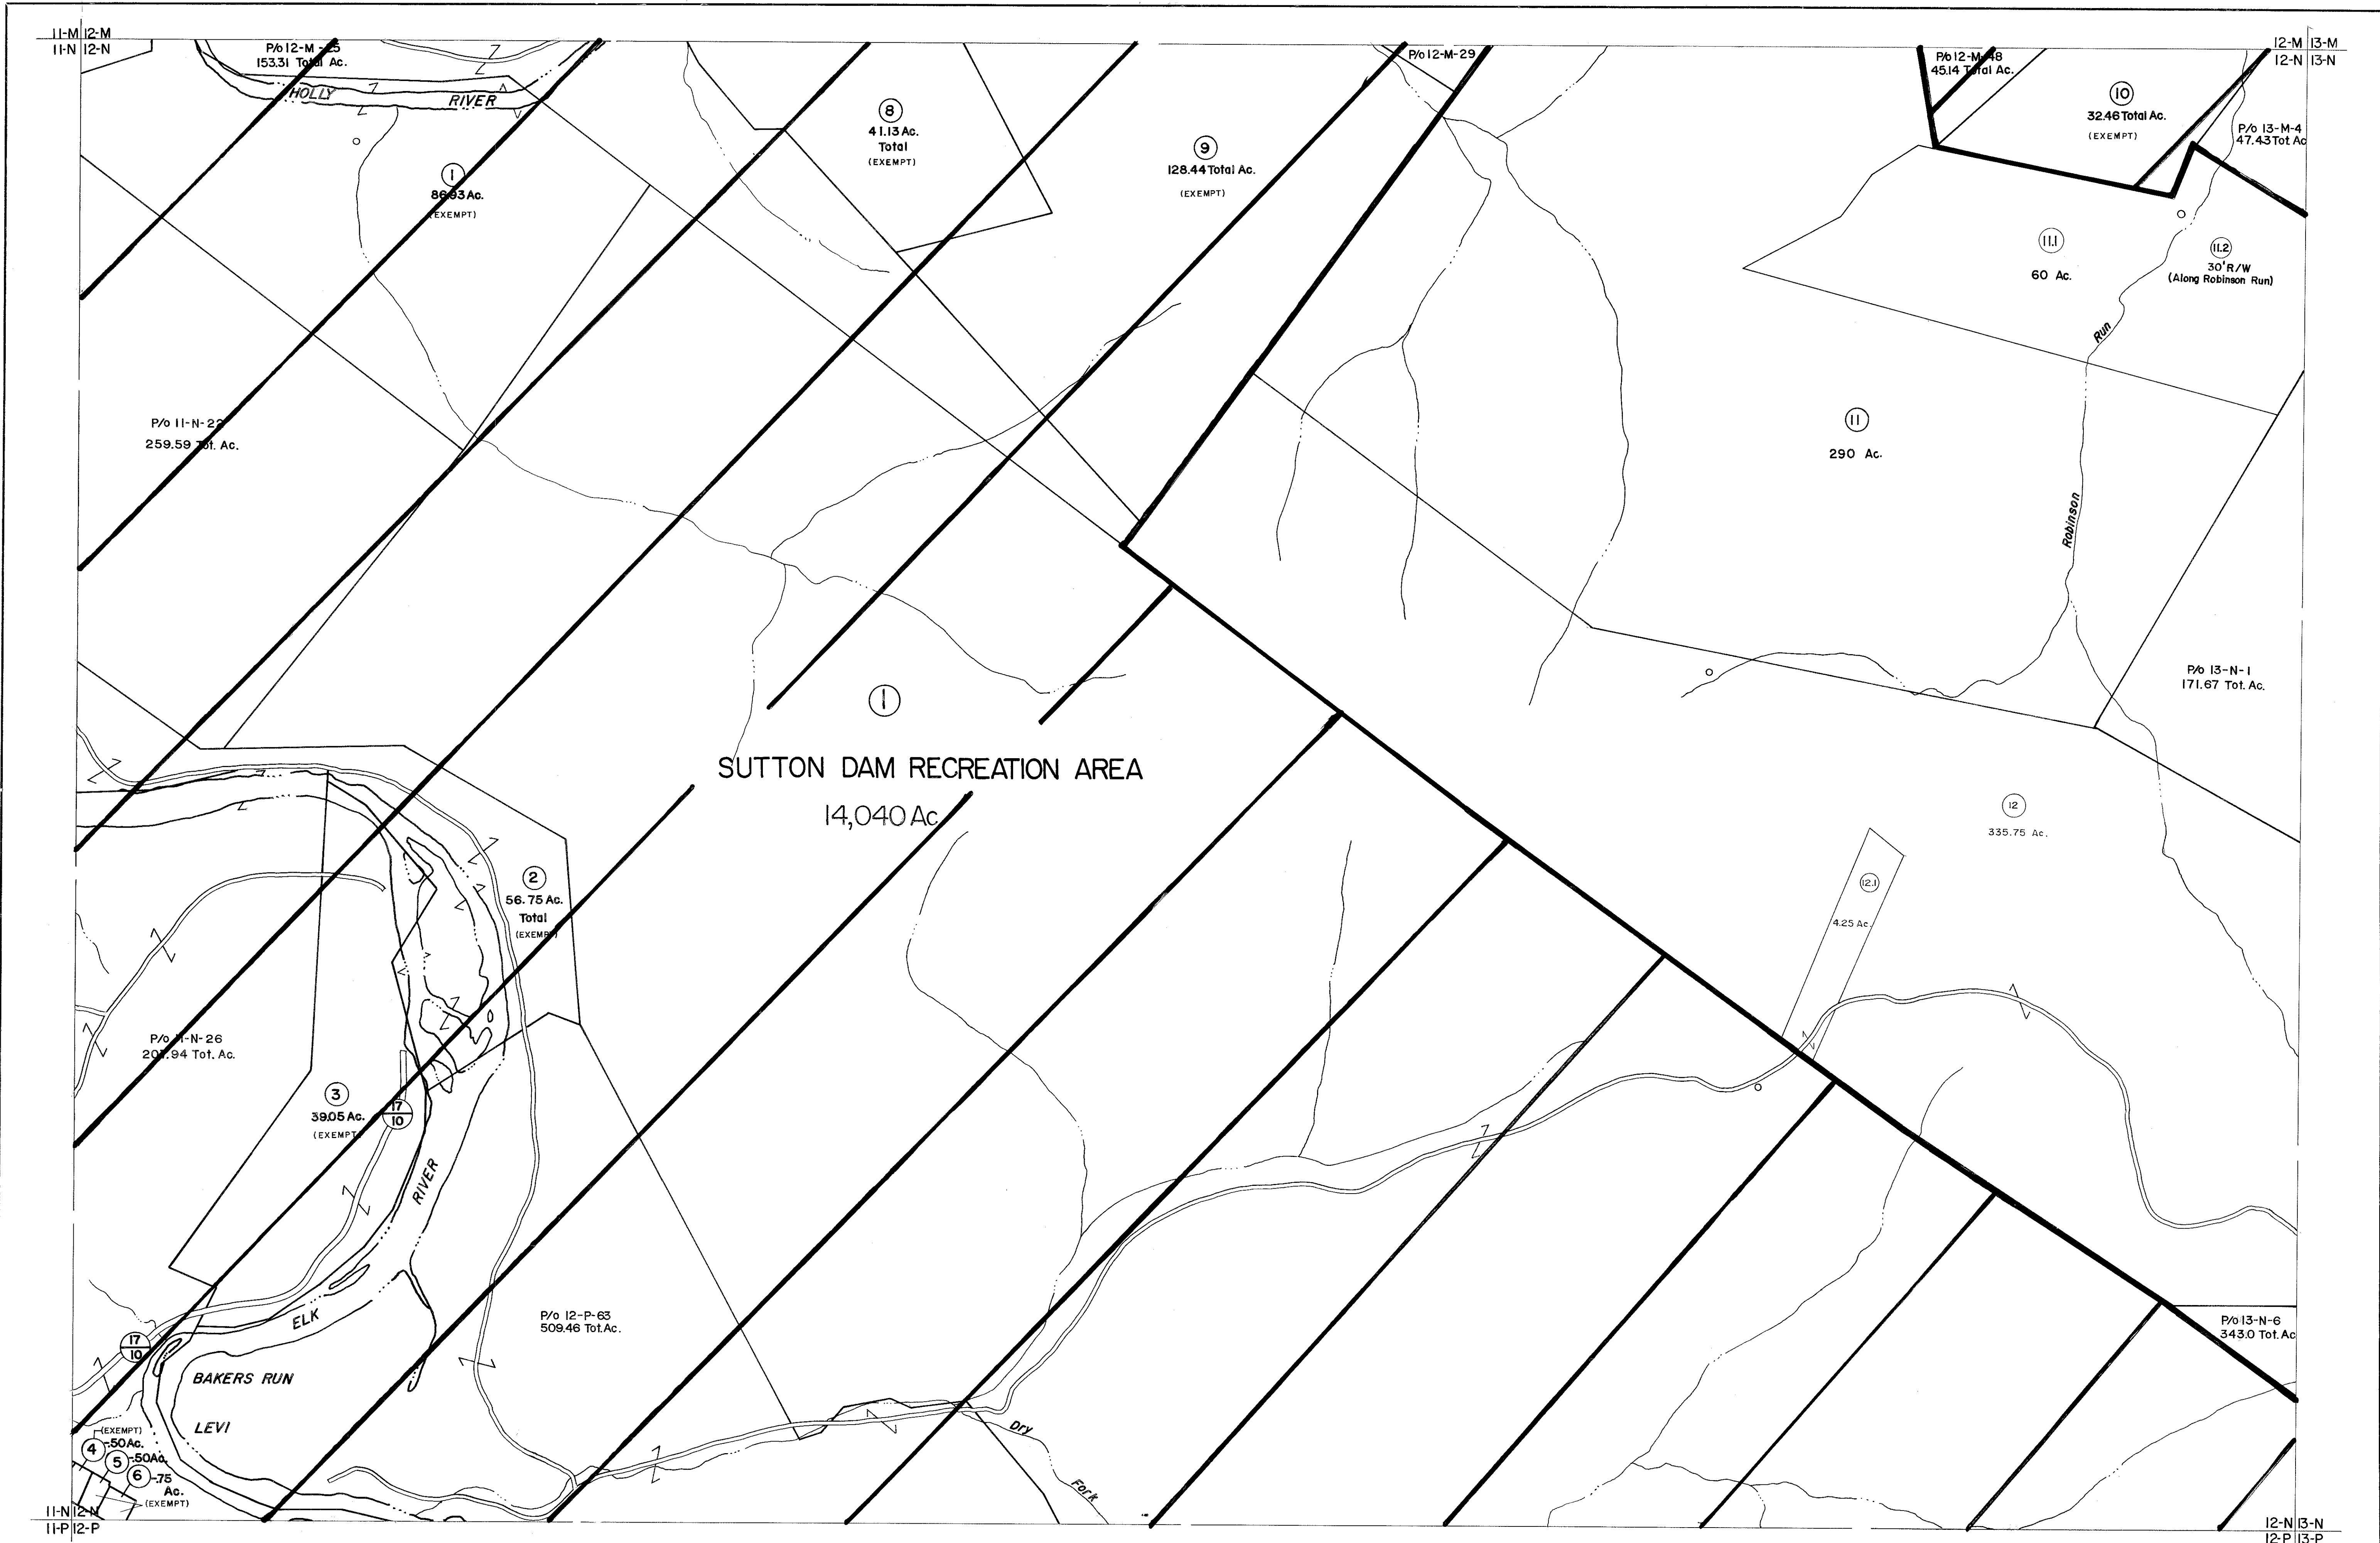 11-M 12-M
11-N 12-N
P/o 12-M-25
153.31 Total Ac.
HOLLY RIVER
P/o 12-M-29
P/o 12-M-48
45.14 Total Ac.
12-M 13-M
12-N 13-N
8
41.13 Ac.
Total
(EXEMPT)
10
32.46 Total Ac.
(EXEMPT)
P/o 13-M-4
47.43 Tot Ac
1
86.93 Ac.
(EXEMPT)
9
128.44 Total Ac.
(EXEMPT)
11.1
60 Ac.
11.2
30' R/W
(Along Robinson Run)
Run
P/o 11-N-22
259.59 Tot. Ac.
11
290 Ac.
Robinson
P/o 13-N-1
171.67 Tot. Ac.
1
SUTTON DAM RECREATION AREA
14,040 Ac.
12
335.75 Ac.
2
56.75 Ac.
Total
(EXEMPT)
12.1
4.25 Ac.
P/o 11-N-26
Tot. Ac.
3
39.05 Ac.
(EXEMPT)
17
10
RIVER
ELK
P/o 12-P-63
509.46 Tot. Ac.
P/o 13-N-6
343.0 Tot. Ac
17
10
BAKERS RUN
LEVI
Dry
Fork
(EXEMPT)
4 .50 Ac.
5 .50 Ac.
6 .75
Ac.
(EXEMPT)
11-N 12-N
11-P 12-P
12-N 13-N
12-P 13-P